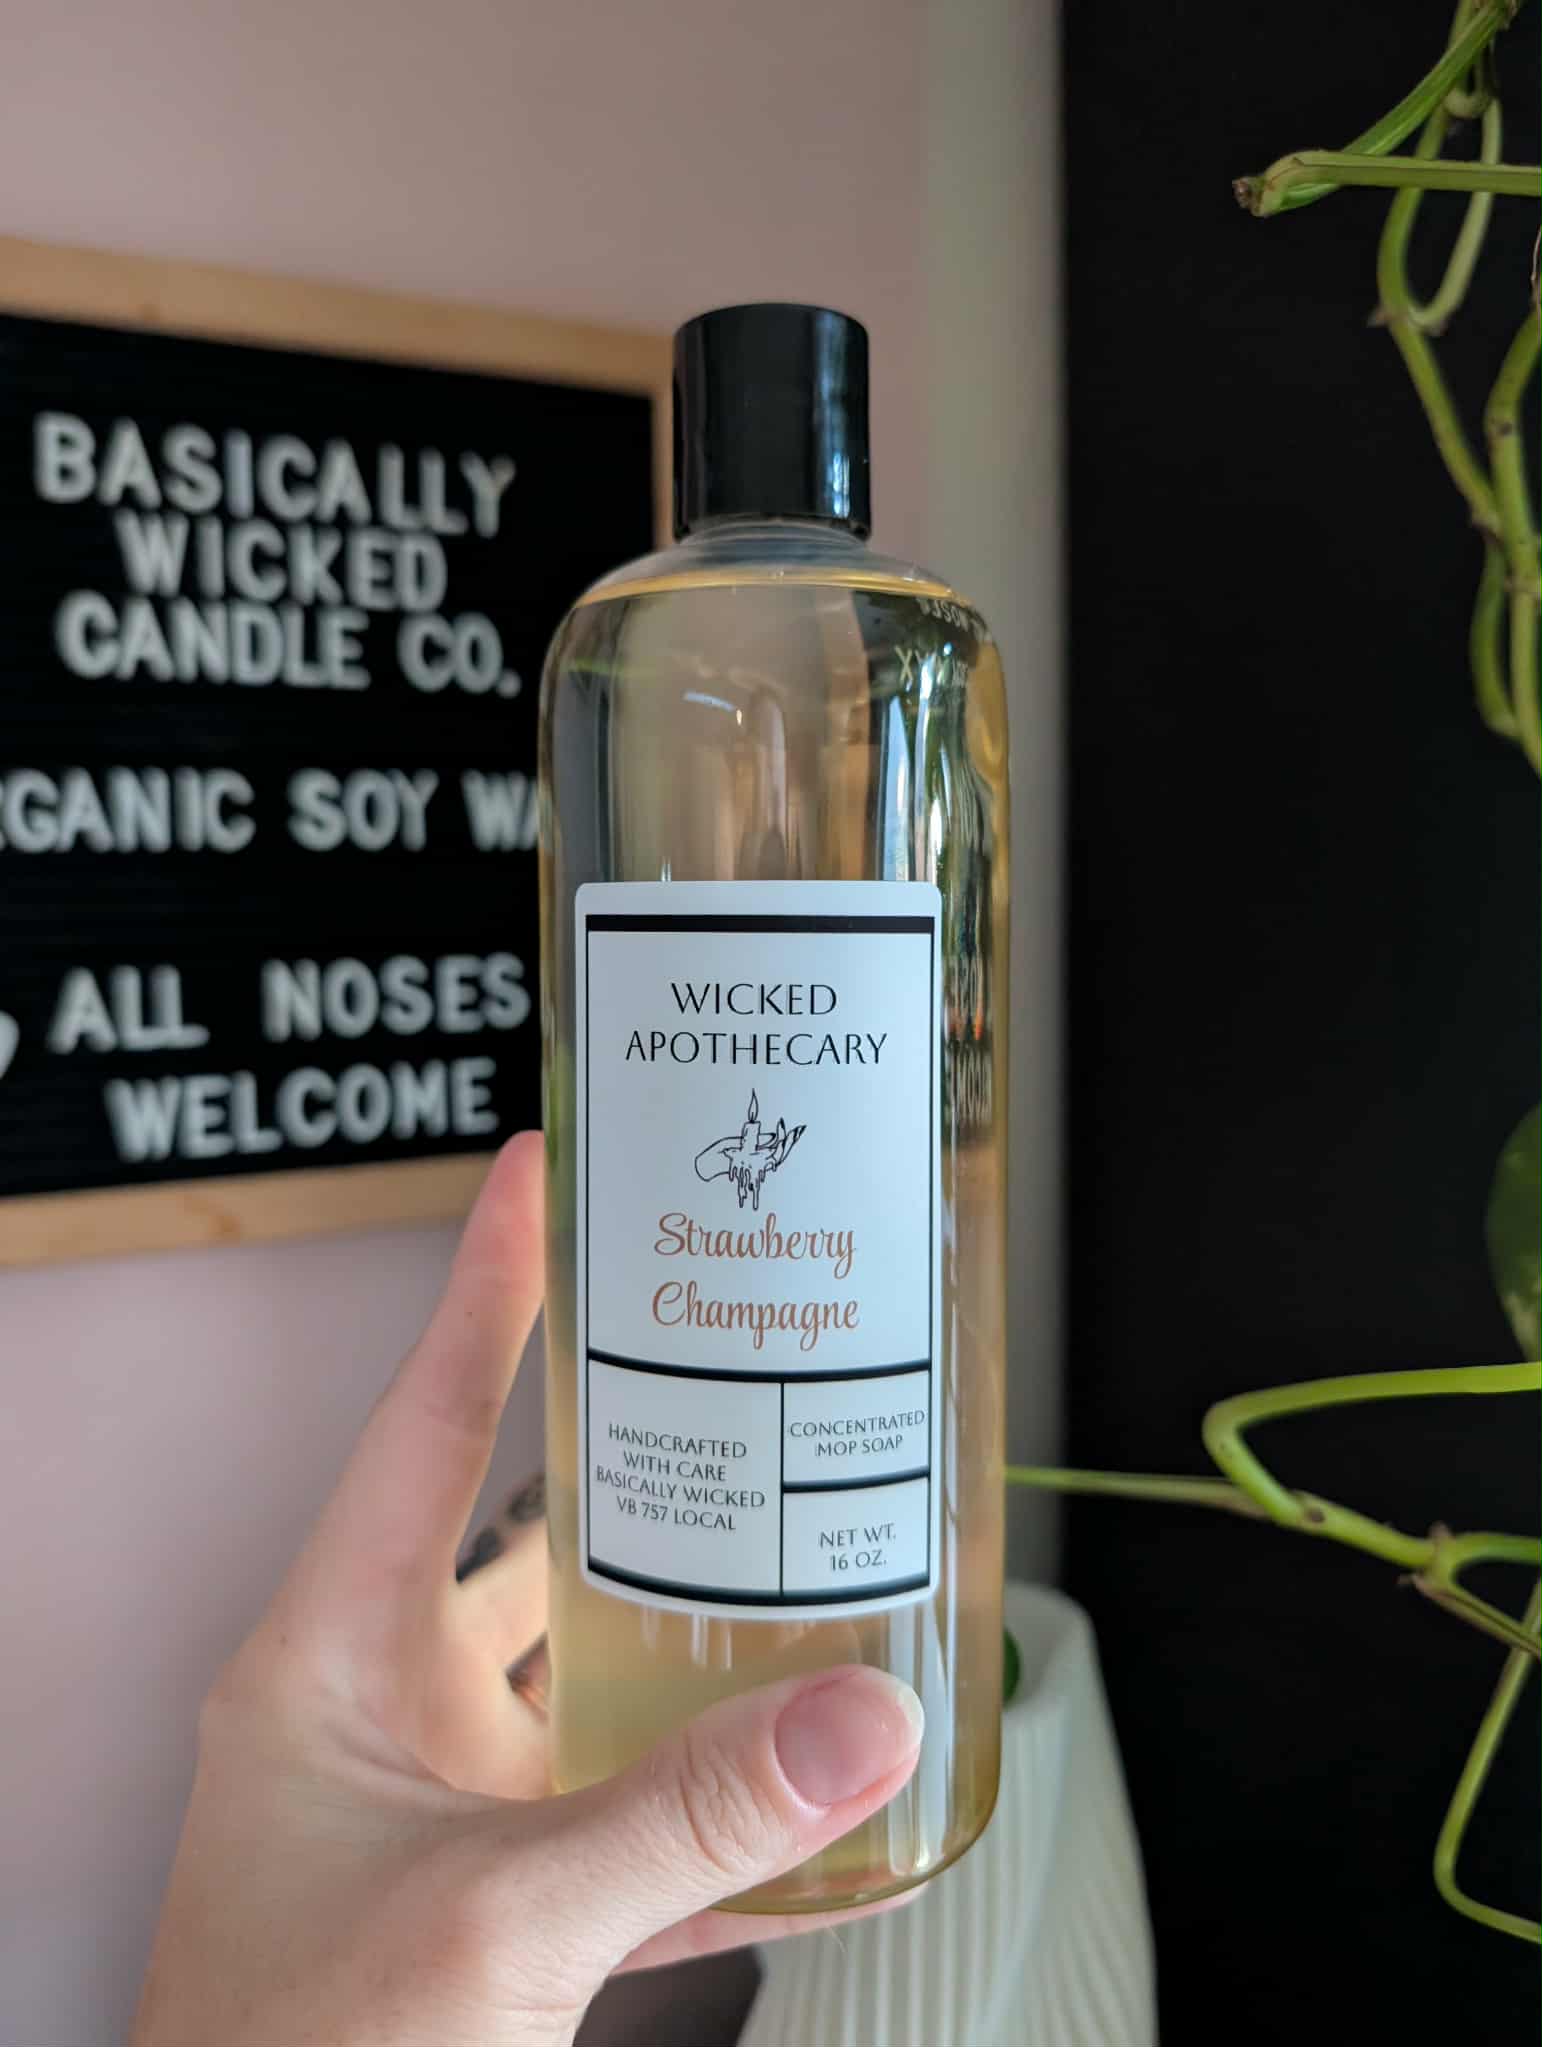 BASICALLY
WICKED
CANDLE CO.
GANIC SOY WA
ALL NOSES
WELCOME
WICKED
APOTHECARY
Strawberry
Champagne
HANDCRAFTED
WITH CARE
BASICALLY WICKED
VB 757 LOCAL
CONCENTRATED
MOP SOAP
NET WT.
16 OZ.